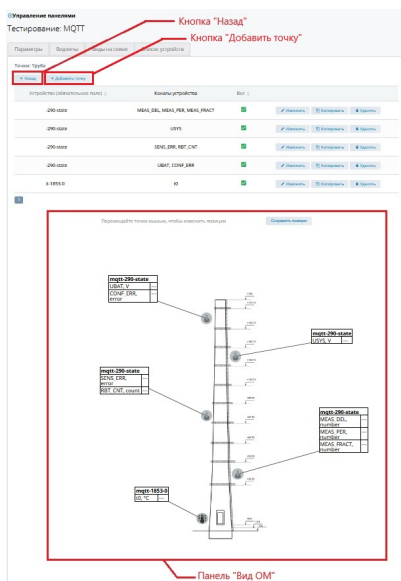 Управление панелями
Кнопка "Назад"
Тестирование: MQTT
Кнопка "Добавить точку"
Параметры
Виджеты
Виды на схеме
Список устройств
Точки: Труба
Назад
+ Добавить точку
Устройство (обязательное поле)
Каналы устройства
Вкл
-290-state
MEAS_DEL, MEAS_PER, MEAS_FRACT
Изменить
Копировать
Удалить
-290-state
USYS
Изменить
Копировать
Удалить
-290-state
SENS_ERR, RBT_CNT
Изменить
Копировать
Удалить
-290-state
UBAT, CONF_ERR
Изменить
Копировать
Удалить
t0
Изменить
Копировать
Удалить
1
Перемещайте точки мышью, чтобы изменить позиции
Сохранить позиции
mqtt-290-state
UBAT, V
CONF_ERR,
error
mqtt-290-state
USYS, V
mqtt-290-state
SENS_ERR,
error
RBT_CNT, count
mqtt-290-state
MEAS_DEL,
number
MEAS_PER,
number
MEAS_FRACT,
number
mqtt-1853-0
t0, °C
Панель "Вид ОМ"